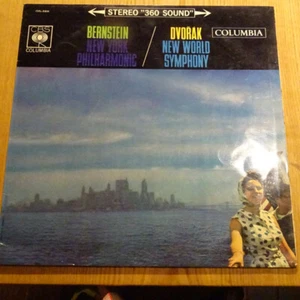 STEREO "360 SOUND"
CBS
COLUMBIA
BERNSTEIN
NEW YORK
PHILHARMONIC
DVORAK
NEW WORLD
SYMPHONY
COLUMBIA